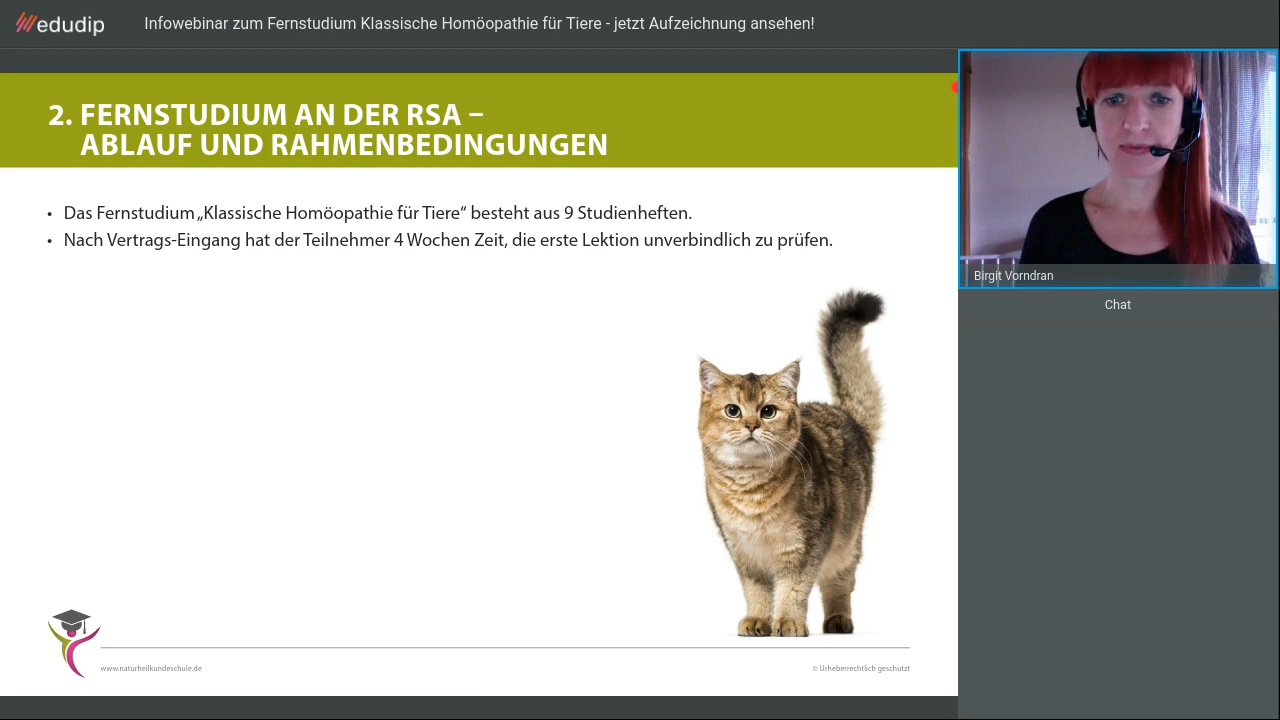 edudip
Infowebinar zum Fernstudium Klassische Homöopathie für Tiere - jetzt Aufzeichnung ansehen!
2. FERNSTUDIUM AN DER RSA –
ABLAUF UND RAHMENBEDINGUNGEN
• Das Fernstudium „Klassische Homöopathie für Tiere“ besteht aus 9 Studienheften.
• Nach Vertrags-Eingang hat der Teilnehmer 4 Wochen Zeit, die erste Lektion unverbindlich zu prüfen.
Birgit Vorndran
Chat
www.naturheilkundeschule.de
© Urheberrechtlich geschützt